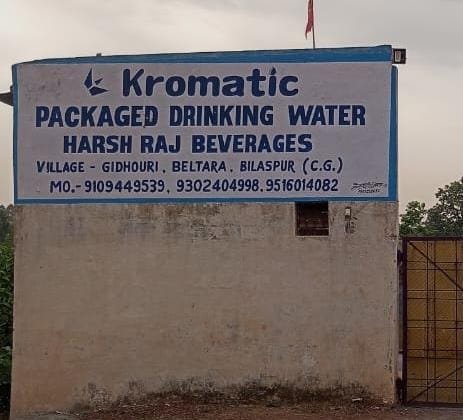 Kromatic
PACKAGED DRINKING WATER
HARSH RAJ BEVERAGES
VILLAGE - GIDHOURI, BELTARA, BILASPUR (C.G.)
MO.- 9109449539, 9302404998, 9516014082